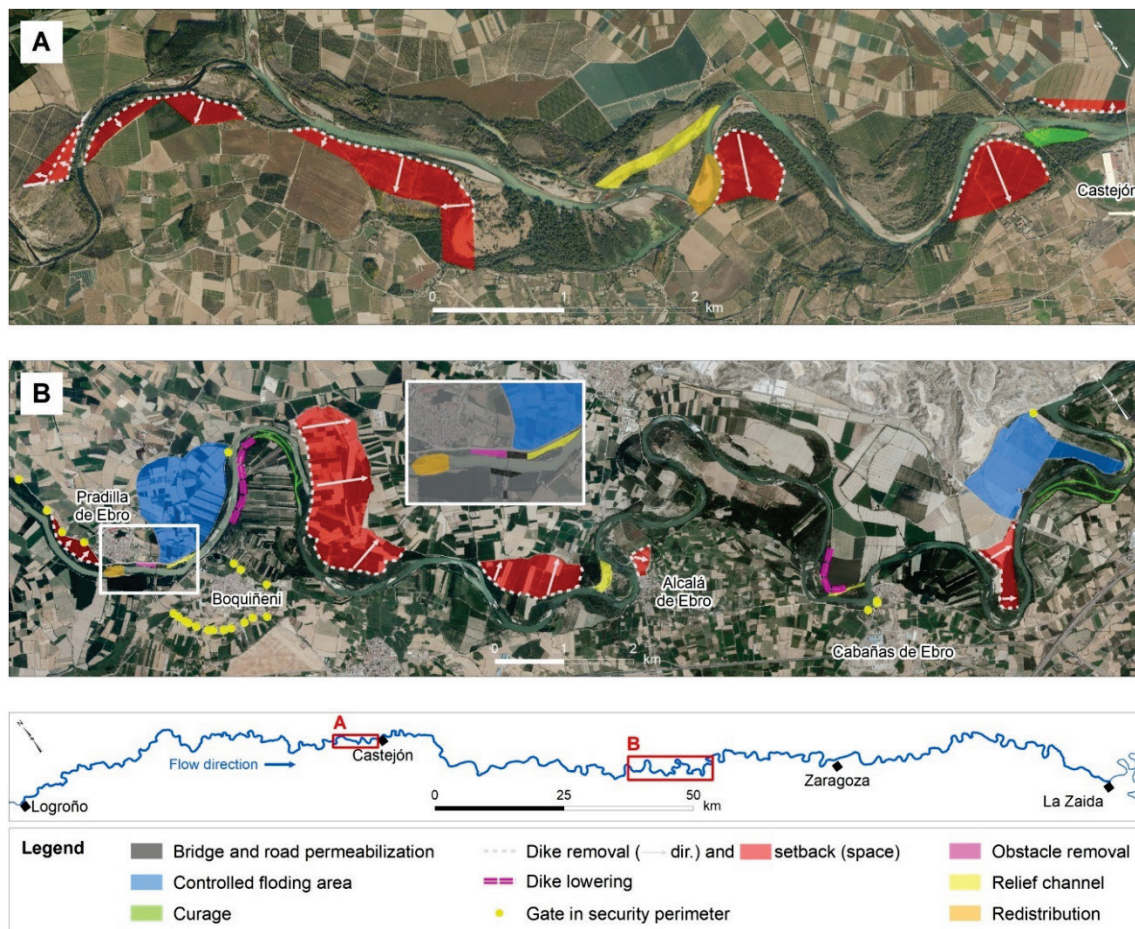 A
Castejón
0 1 2
km
B
Pradilla
de Ebro
Boquiñeni
Alcalá
de Ebro
Cabañas de Ebro
0 1 2
km
N
A
B
Castejón
Flow direction
Logroño
Zaragoza
La Zaida
0 25 50
km
Legend
Bridge and road permeabilization
Controlled floding area
Curage
Dike removal ( dir.) and setback (space)
Dike lowering
Gate in security perimeter
Obstacle removal
Relief channel
Redistribution